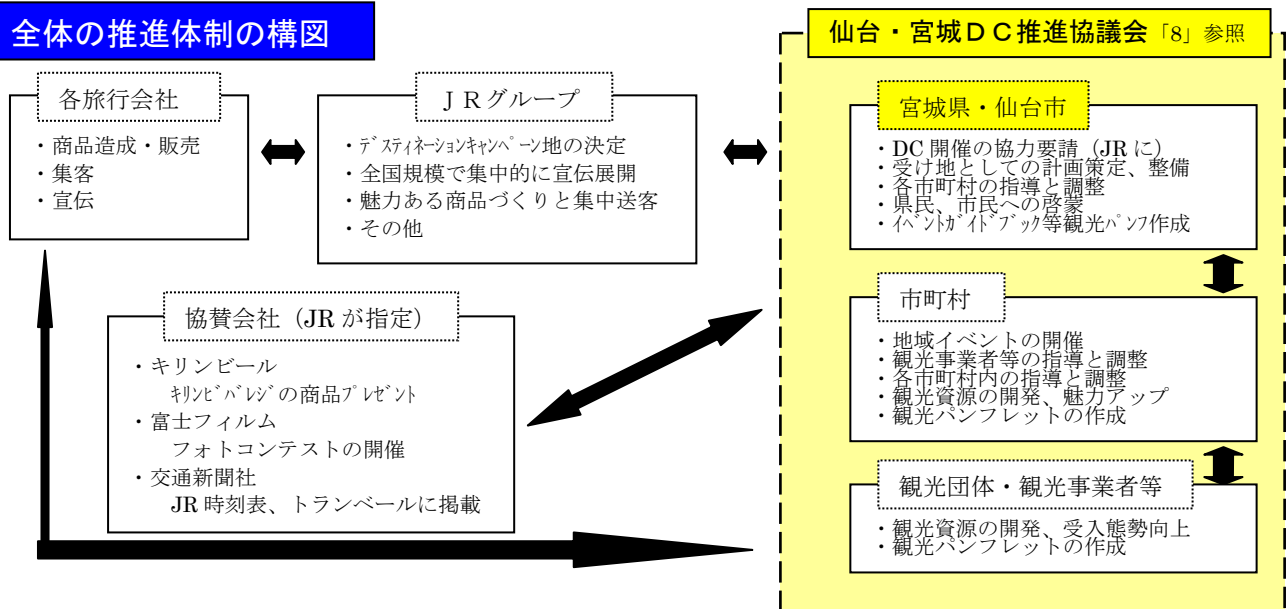 全体の推進体制の構図
各旅行会社
・商品造成・販売
・集客
・宣伝
ＪＲグループ
・ﾃﾞｽﾃｨﾈｰｼｮﾝｷｬﾝﾍﾟｰﾝ地の決定
・全国規模で集中的に宣伝展開
・魅力ある商品づくりと集中送客
・その他
協賛会社（JR が指定）
・キリンビール
ｷﾘﾝﾋﾞﾊﾞﾚｼﾞの商品ﾌﾟﾚｾﾞﾝﾄ
・富士フィルム
フォトコンテストの開催
・交通新聞社
JR 時刻表、トランベールに掲載
仙台・宮城ＤＣ推進協議会「8」参照
宮城県・仙台市
・DC 開催の協力要請（JR に）
・受け地としての計画策定、整備
・各市町村の指導と調整
・県民、市民への啓蒙
・ｲﾍﾞﾝﾄｶﾞｲﾄﾞﾌﾞｯｸ等観光ﾊﾟﾝﾌ作成
市町村
・地域イベントの開催
・観光事業者等の指導と調整
・各市町村内の指導と調整
・観光資源の開発、魅力アップ
・観光パンフレットの作成
観光団体・観光事業者等
・観光資源の開発、受入態勢向上
・観光パンフレットの作成